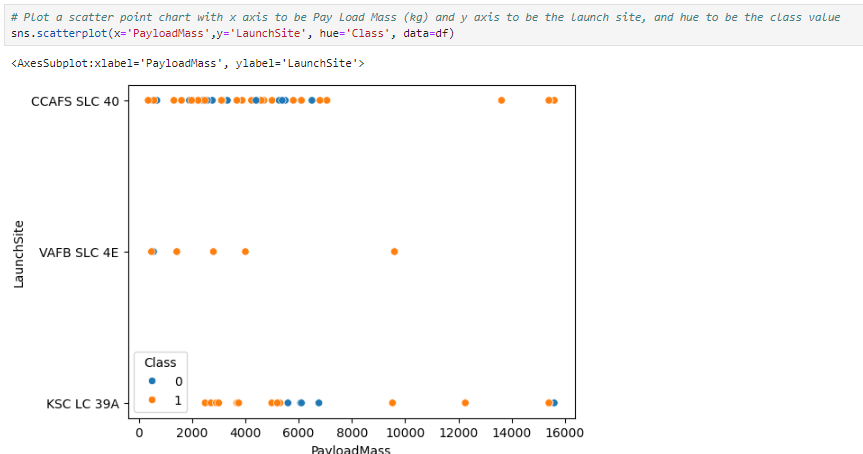 # Plot a scatter point chart with x axis to be Pay Load Mass (kg) and y axis to be the launch site, and hue to be the class value
sns.scatterplot(x='PayloadMass',y='LaunchSite', hue='Class', data=df)
<AxesSubplot:xlabel='PayloadMass', ylabel='LaunchSite'>
CCAFS SLC 40
VAFB SLC 4E
KSC LC 39A
LaunchSite
Class
0
1
0 2000 4000 6000 8000 10000 12000 14000 16000
PayloadMass